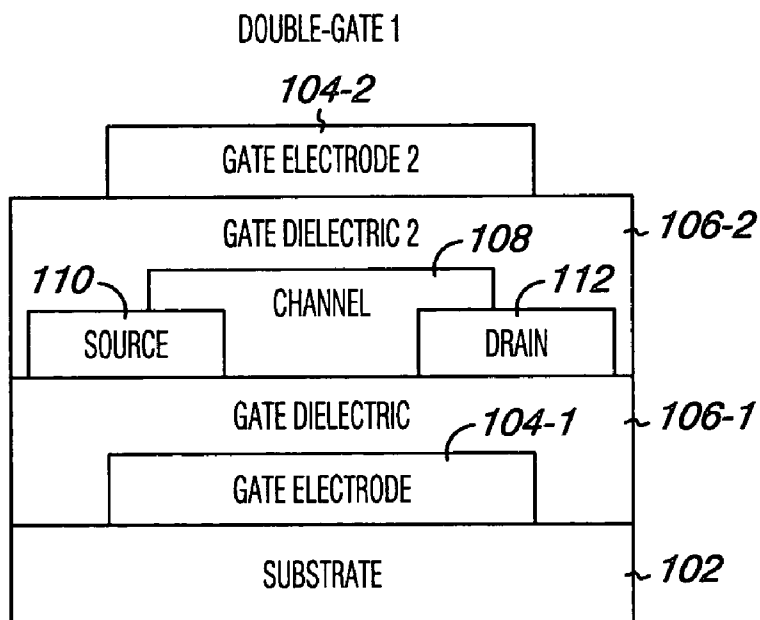 DOUBLE-GATE 1
104-2
GATE ELECTRODE 2
GATE DIELECTRIC 2
106-2
108
110
CHANNEL
112
SOURCE
DRAIN
GATE DIELECTRIC
104-1
106-1
GATE ELECTRODE
SUBSTRATE
102